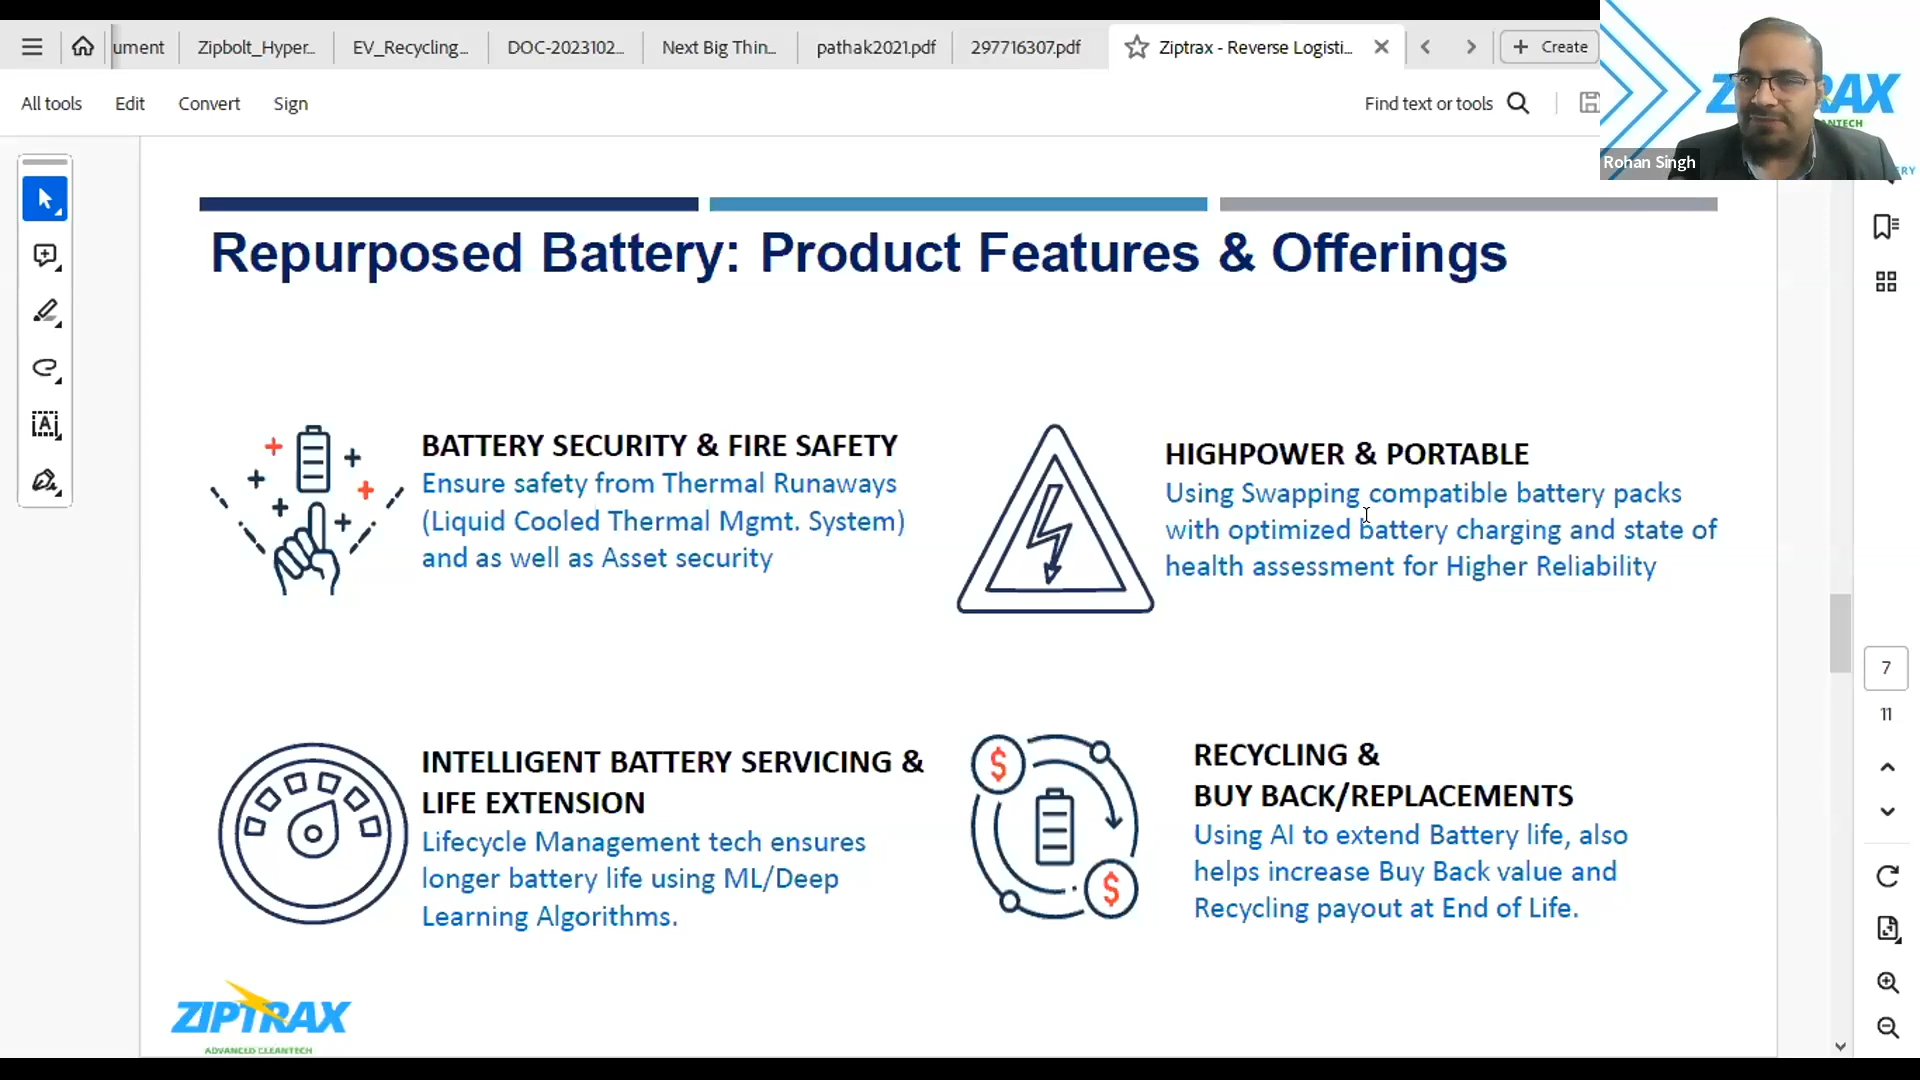 ument
Zipbolt_Hyper...
EV_Recycling...
DOC-2023102...
Next Big Thin...
pathak2021.pdf
297716307.pdf
Ziptrax - Reverse Logisti...
Create
All tools
Edit
Convert
Sign
Find text or tools
Rohan Singh
Repurposed Battery: Product Features & Offerings
BATTERY SECURITY & FIRE SAFETY
Ensure safety from Thermal Runaways
(Liquid Cooled Thermal Mgmt. System)
and as well as Asset security
HIGHPOWER & PORTABLE
Using Swapping compatible battery packs
with optimized battery charging and state of
health assessment for Higher Reliability
INTELLIGENT BATTERY SERVICING &
LIFE EXTENSION
Lifecycle Management tech ensures
longer battery life using ML/Deep
Learning Algorithms.
RECYCLING &
BUY BACK/REPLACEMENTS
Using AI to extend Battery life, also
helps increase Buy Back value and
Recycling payout at End of Life.
7
11
ZIPTRAX
ADVANCED CLEANTECH